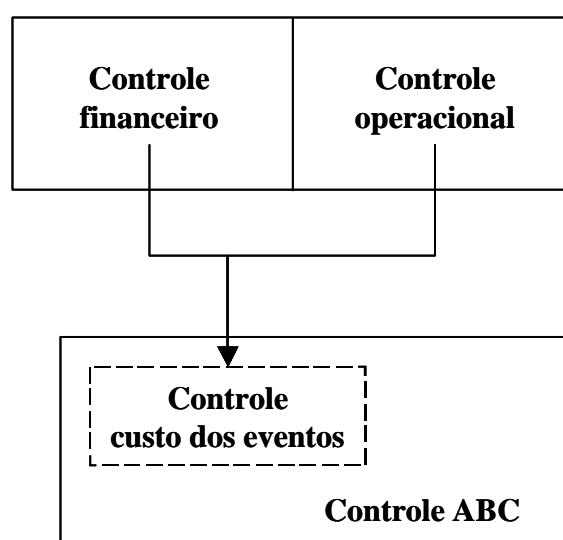 Controle
financeiro
Controle
operacional
Controle
custo dos eventos
Controle ABC